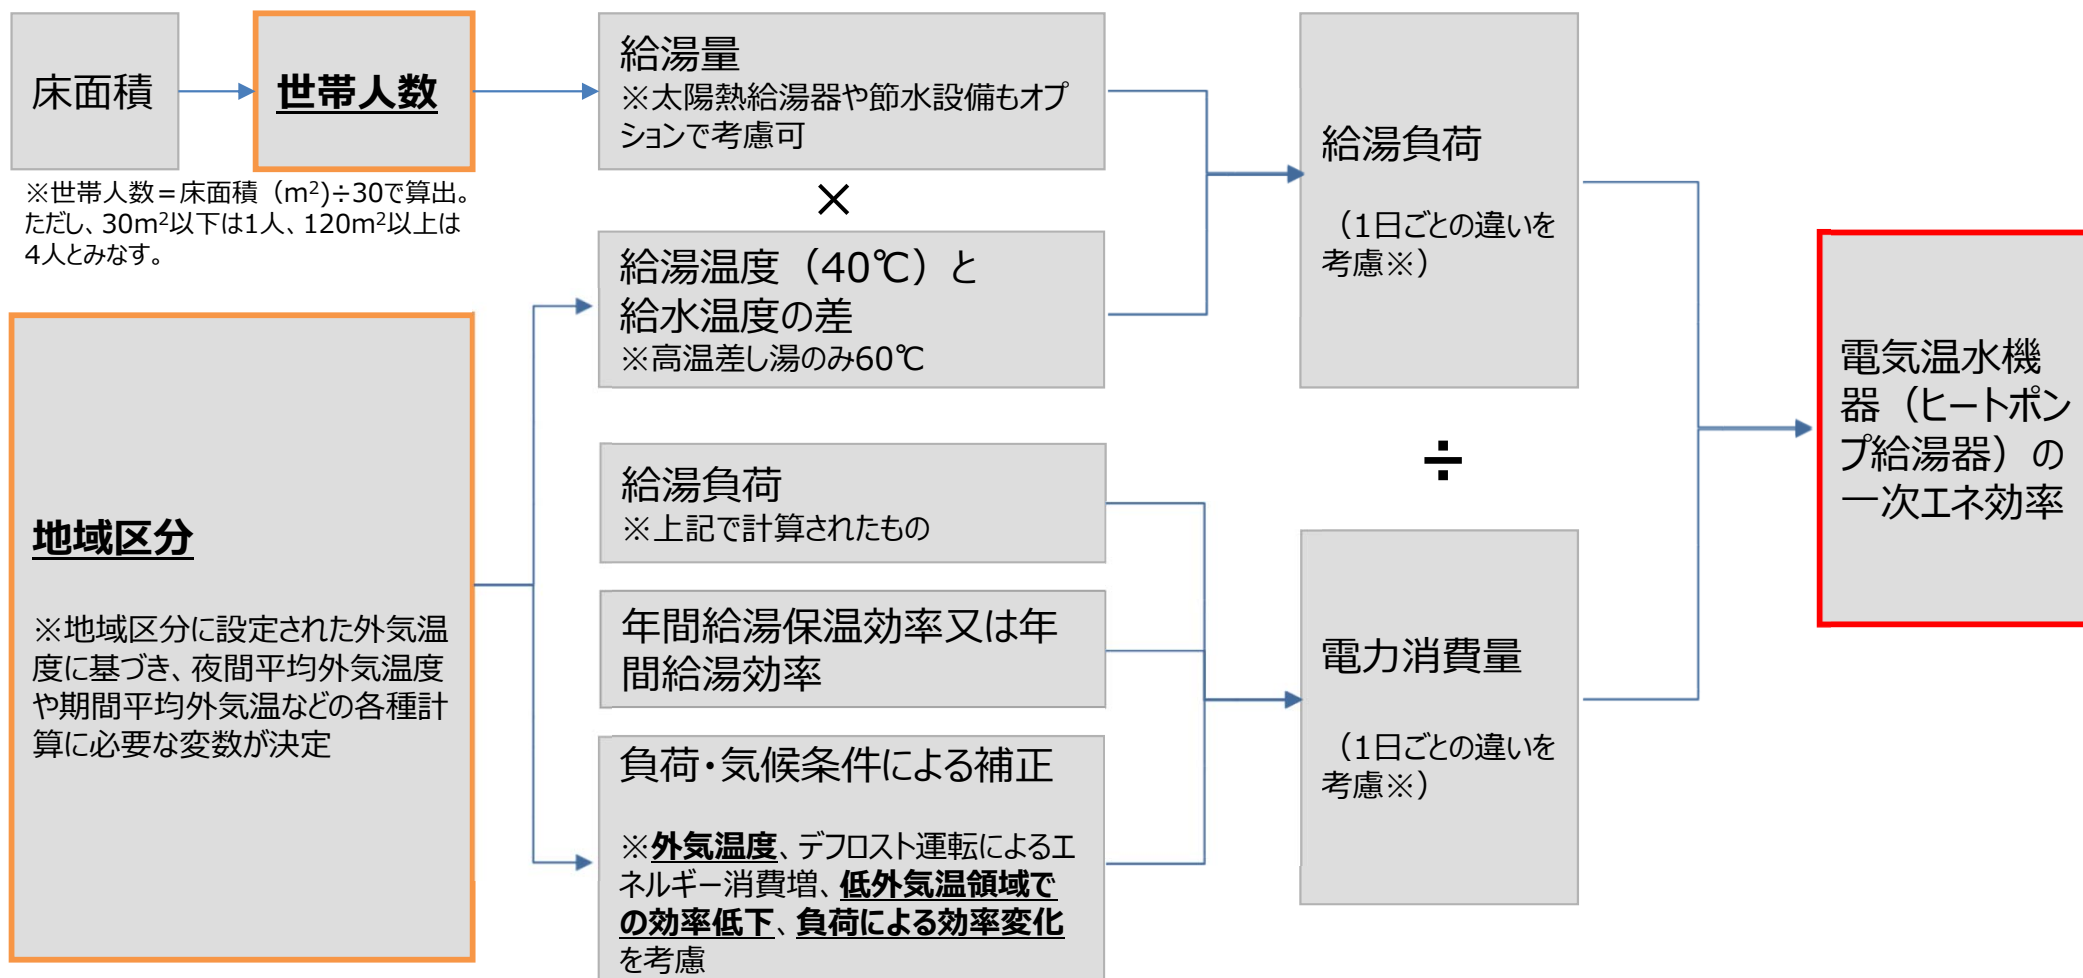 床面積
世帯人数
※世帯人数＝床面積（m²)÷30で算出。
ただし、30m²以下は1人、120m²以上は
4人とみなす。
給湯量
※太陽熱給湯器や節水設備もオプ
ションで考慮可
×
給湯温度（40℃）と
給水温度の差
※高温差し湯のみ60℃
地域区分
※地域区分に設定された外気温
度に基づき、夜間平均外気温度
や期間平均外気温などの各種計
算に必要な変数が決定
給湯負荷
※上記で計算されたもの
年間給湯保温効率又は年
間給湯効率
負荷・気候条件による補正
※外気温度、デフロスト運転によるエ
ネルギー消費増、低外気温領域で
の効率低下、負荷による効率変化
を考慮
給湯負荷
（1日ごとの違いを
考慮※）
÷
電力消費量
（1日ごとの違いを
考慮※）
電気温水機
器（ヒートポン
プ給湯器）の
一次エネ効率